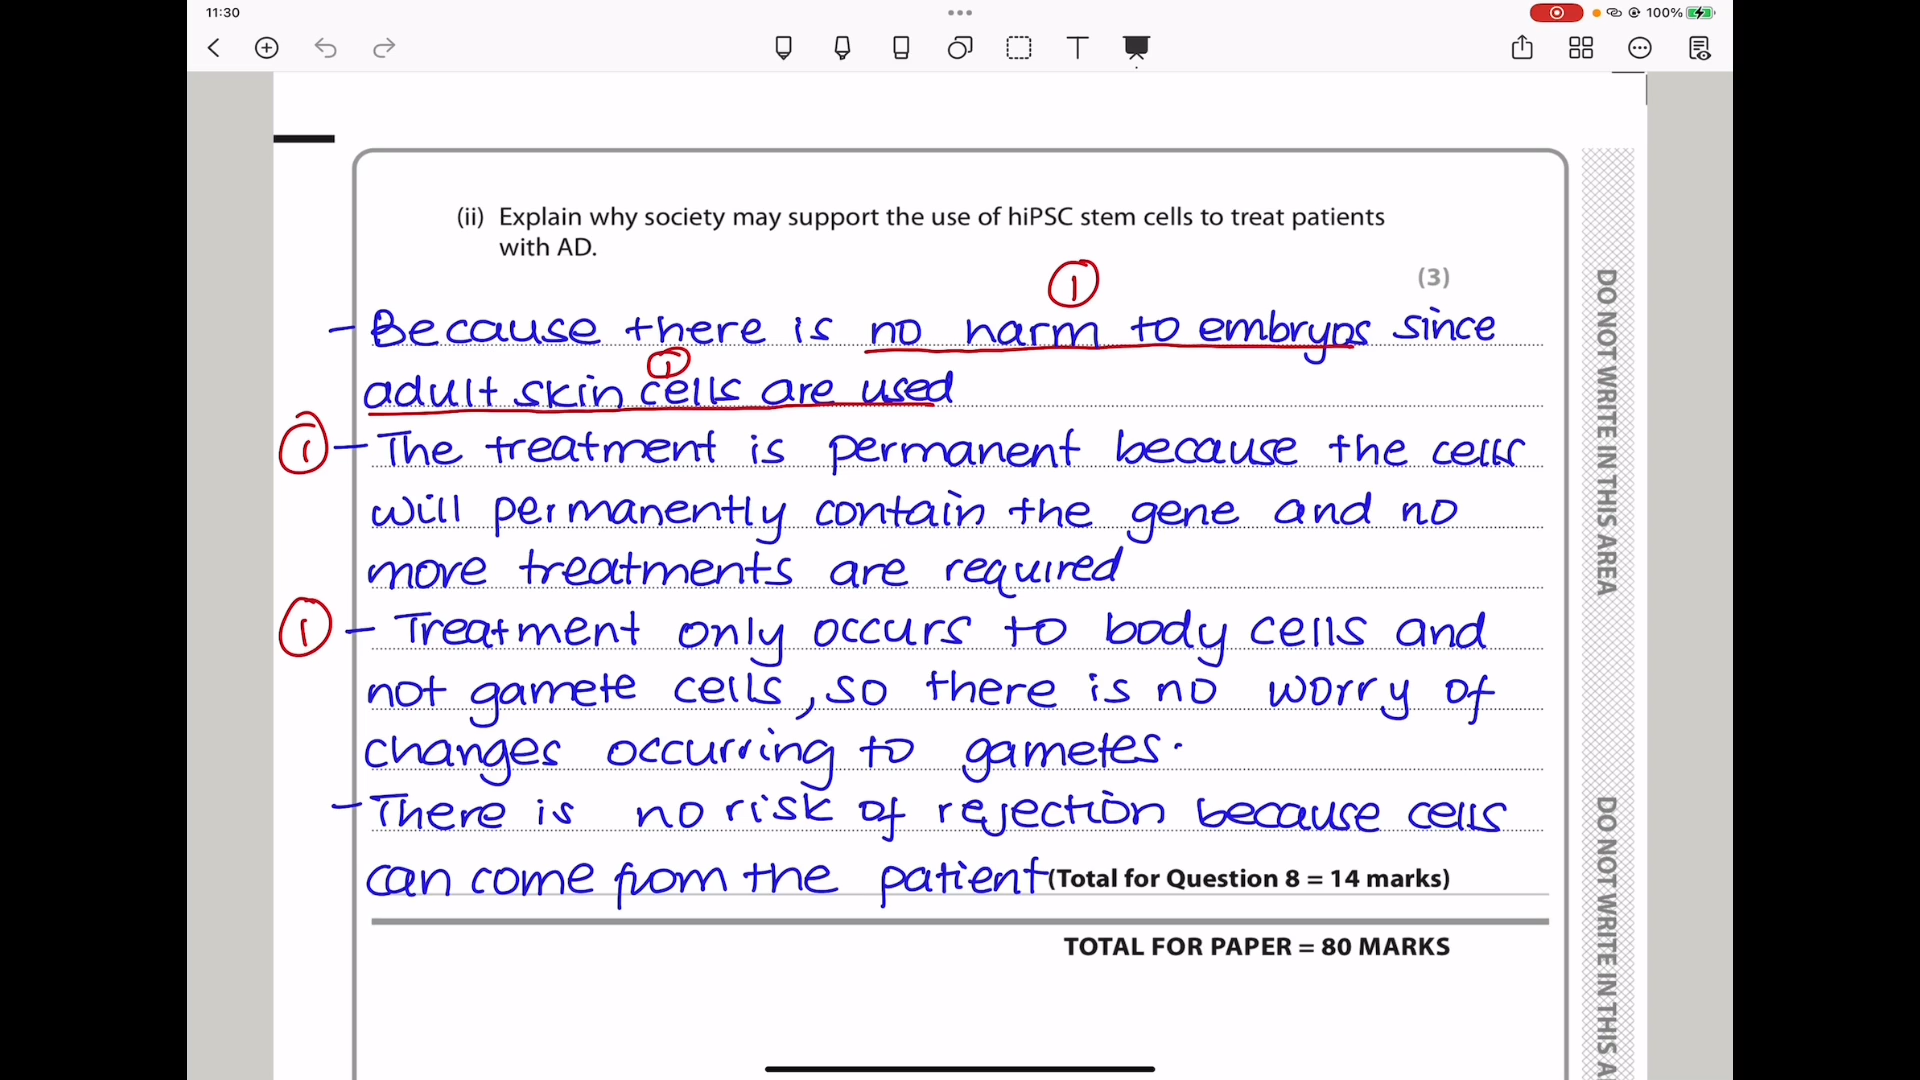 11:30
100%
(ii) Explain why society may support the use of hiPSC stem cells to treat patients
with AD.
(3)
1
- Because there is no harm to embryos since
1
adult skin cells are used
1 - The treatment is permanent because the cells
will permanently contain the gene and no
more treatments are required
1 - Treatment only occurs to body cells and
not gamete cells, so there is no worry of
changes occurring to gametes.
- There is no risk of rejection because cells
can come from the patient
(Total for Question 8 = 14 marks)
TOTAL FOR PAPER = 80 MARKS
DO NOT WRITE IN THIS AREA
DO NOT WRITE IN THIS A